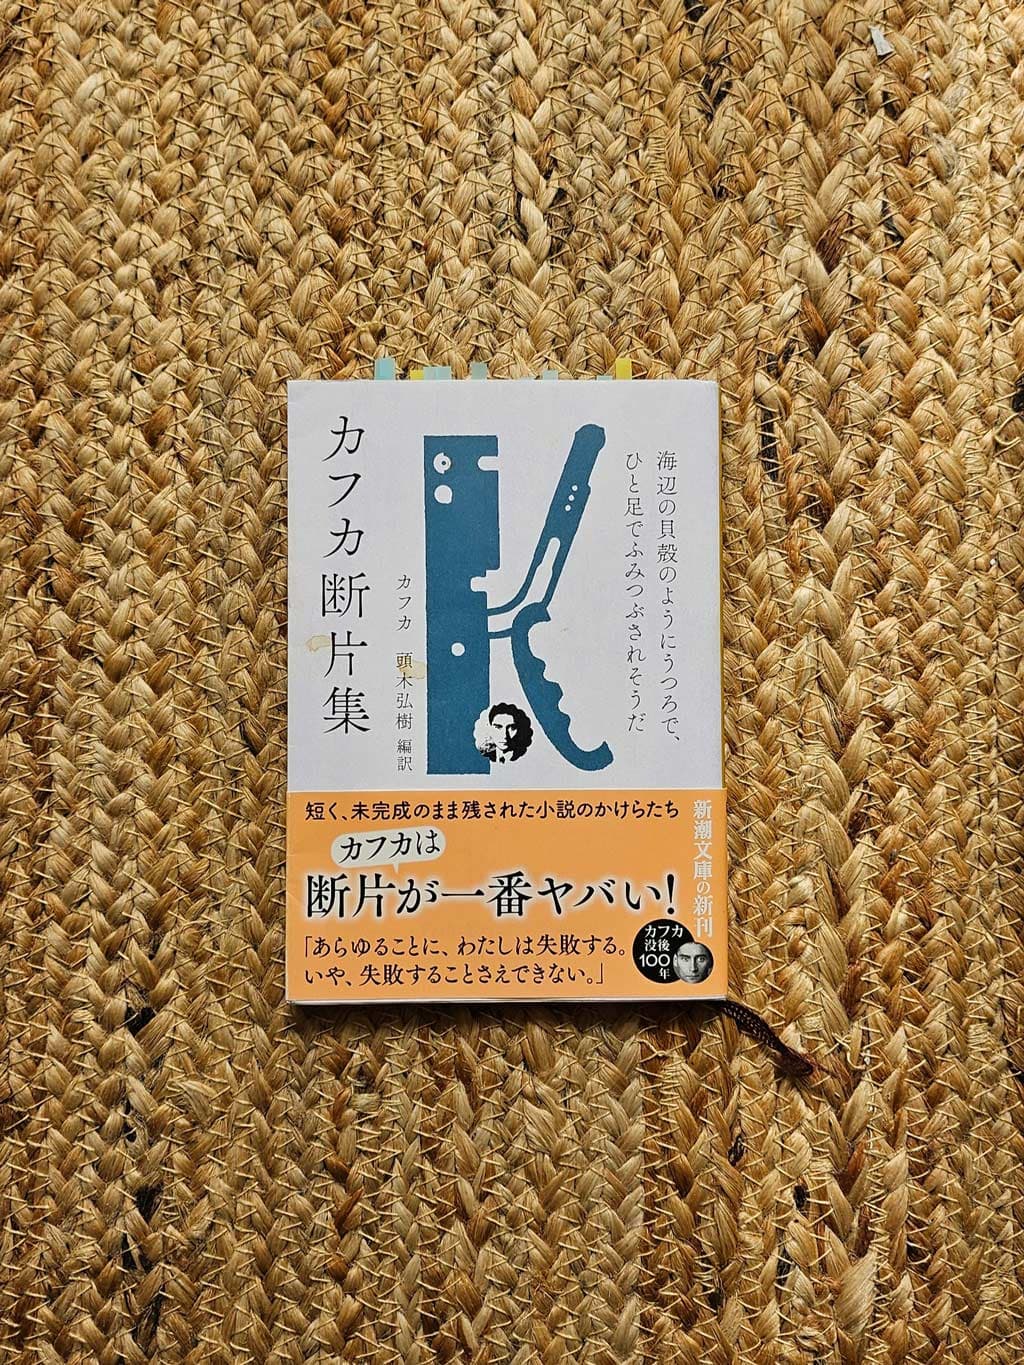 海辺の貝殻のようにうつろで、
ひと足でふみつぶされそうだ
カフカ断片集
カフカ 頭木弘樹 編訳
短く、未完成のまま残された小説のかけらたち
カフカは
断片が一番ヤバい!
「あらゆることに、わたしは失敗する。
いや、失敗することさえできない。」
新潮文庫の新刊
カフカ
没後
100
年